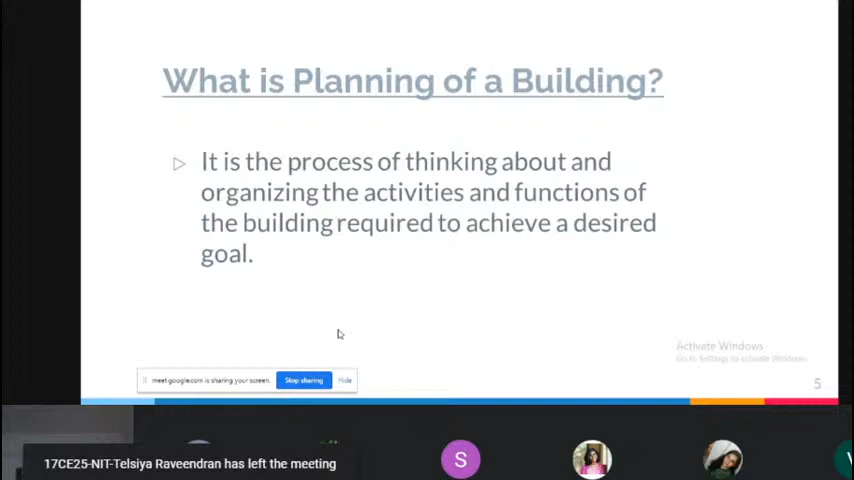 What is Planning of a Building?
It is the process of thinking about and
organizing the activities and functions of
the building required to achieve a desired
goal.
Activate Windows
Go to Settings to activate Windows.
meet.google.com is sharing your screen. Stop sharing Hide
5
17CE25-NIT-Telsiya Raveendran has left the meeting
S
V